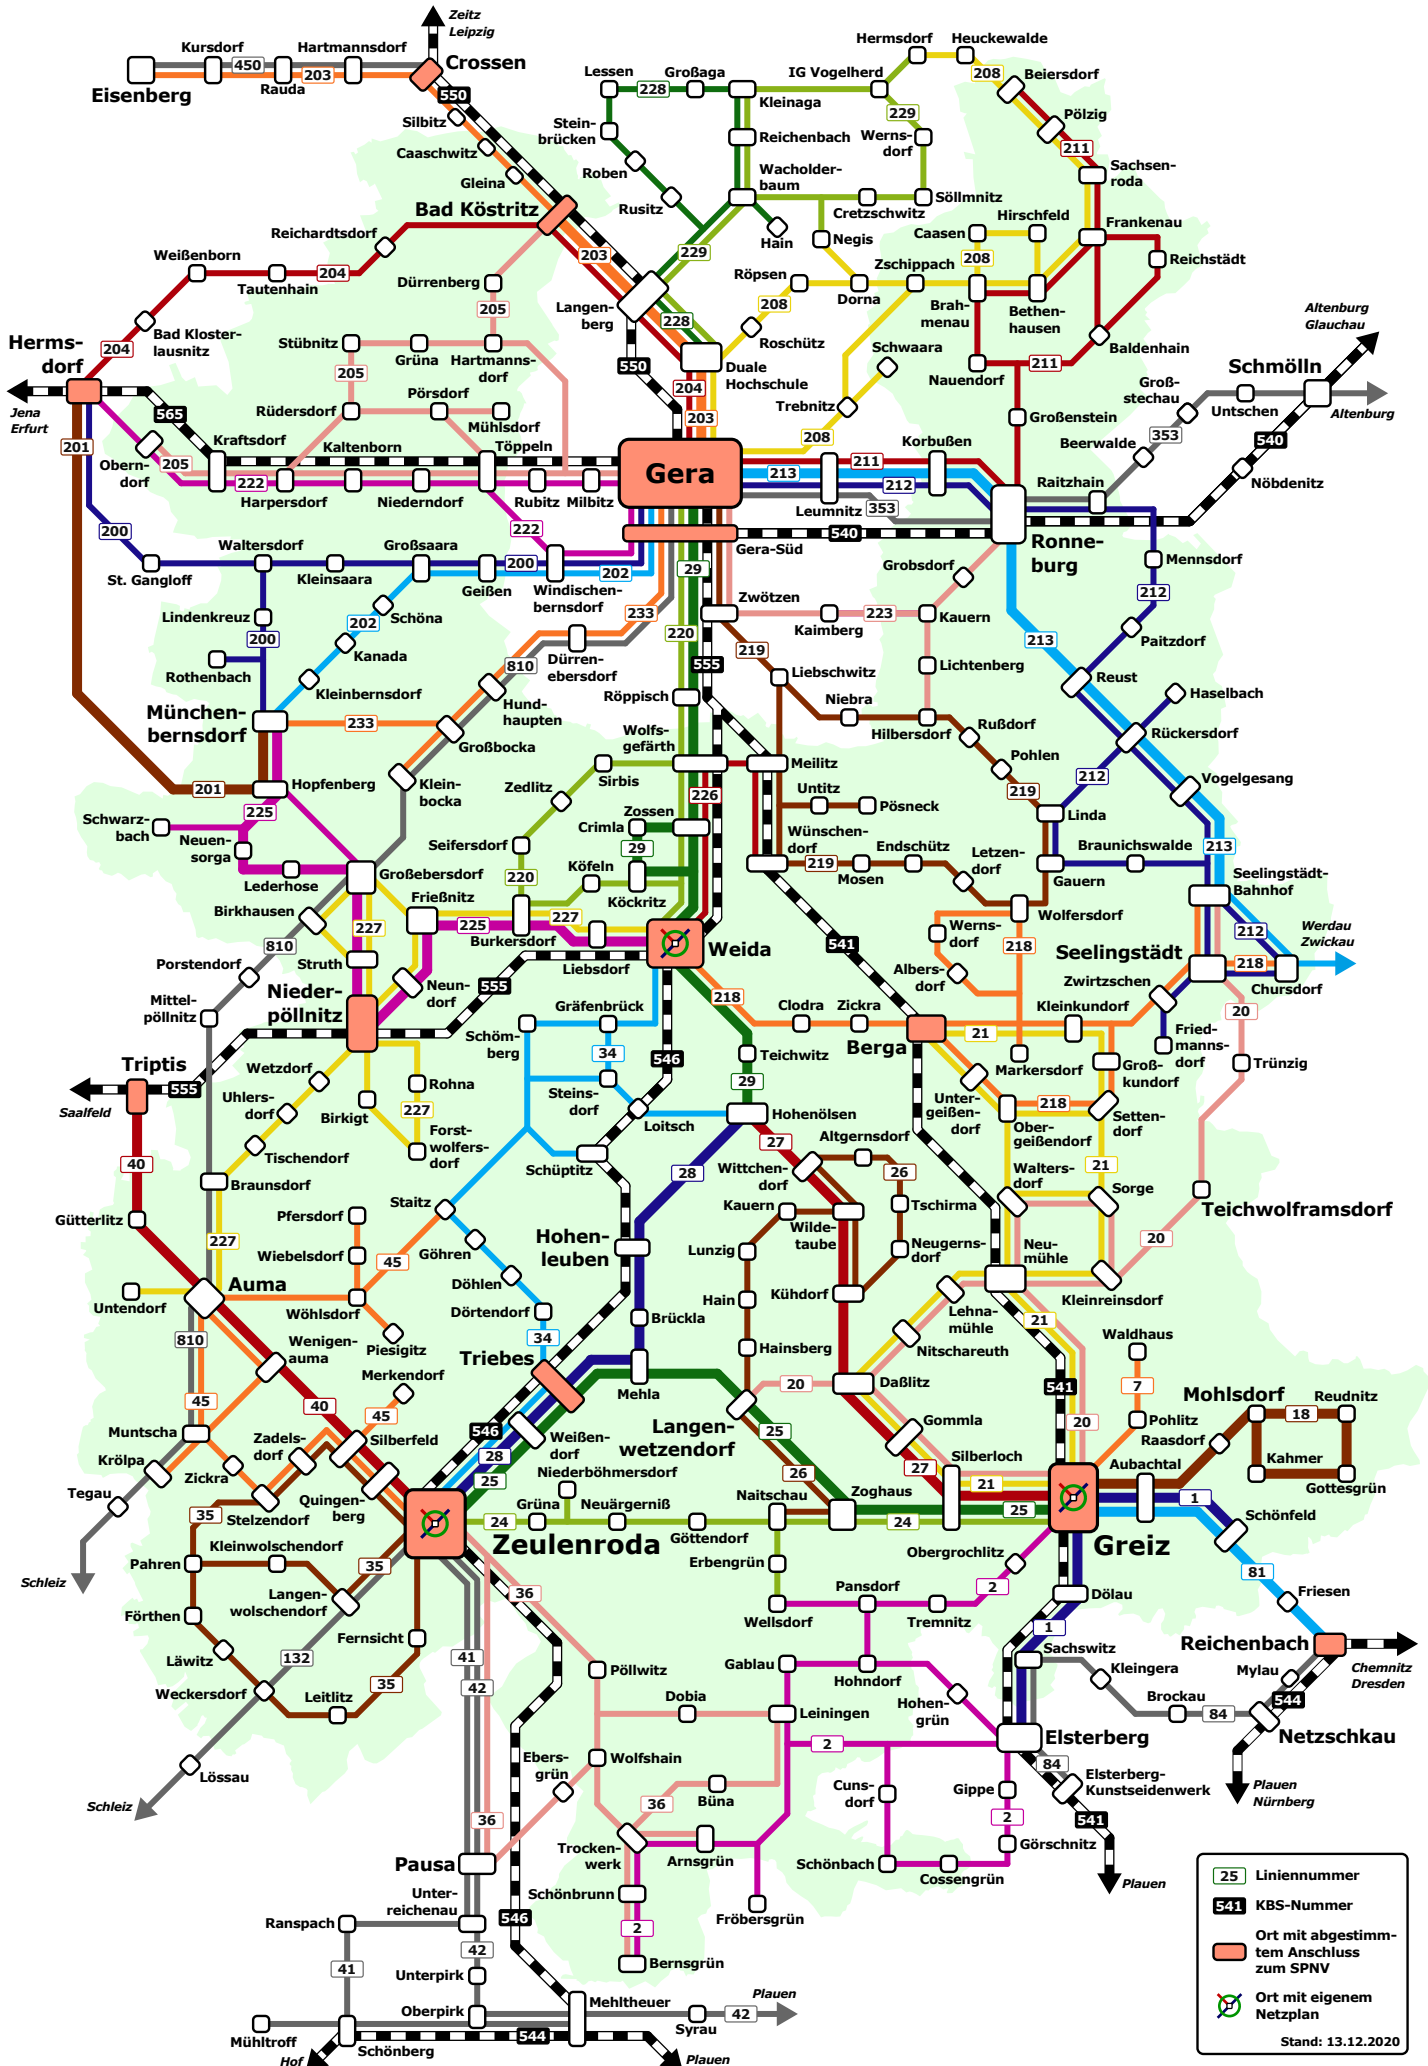 Zeitz
Leipzig
Kursdorf
Hartmannsdorf
450
203
Rauda
Eisenberg
Crossen
550
Silbitz
Caaschwitz
Gleina
Bad Köstritz
Reichardtsdorf
Weißenborn
204
Tautenhain
Bad Kloster-
lausnitz
204
Herms-
dorf
Jena
Erfurt
565
201
Dürrenberg
205
Stübnitz
Grüna
Hartmanns-
dorf
205
Rüdersdorf
Pörsdorf
Mühlsdorf
Kraftsdorf
Kaltenborn
Töppeln
Obern-
dorf
205
222
Harpersdorf
Niederndorf
Rubitz
Milbitz
222
Lessen
228
Großaga
Kleinaga
Stein-
brücken
Roben
Rusitz
Reichenbach
Wacholder-
baum
Hain
229
203
Langen-
berg
228
550
Duale
Hochschule
204
203
IG Vogelherd
Hermsdorf
Heuckewalde
208
Beiersdorf
Pölzig
229
Werns-
dorf
211
Sachsen-
roda
Söllmnitz
Cretzschwitz
Negis
Caasen
Hirschfeld
Frankenau
208
Reichstädt
Röpsen
Zschippach
208
Dorna
Brah-
menau
Bethen-
hausen
Roschütz
Schwaara
Baldenhain
Nauendorf
211
Trebnitz
208
Großenstein
Altenburg
Glauchau
Schmölln
Groß-
stechau
Untschen
Altenburg
Beerwalde
353
540
Nöbdenitz
Raitzhain
Gera
Korbußen
211
213
212
Leumnitz
353
540
Gera-Süd
Ronne-
burg
Mennsdorf
212
Paitzdorf
Grobsdorf
Zwötzen
Kaimberg
223
Kauern
213
Lichtenberg
Reust
Haselbach
Rückersdorf
219
Liebschwitz
Niebra
Hilbersdorf
Rußdorf
Pohlen
219
212
Vogelgesang
Linda
200
Waltersdorf
Großsaara
St. Gangloff
Kleinsaara
Geißen
200
202
Windischen-
bernsdorf
Lindenkreuz
Schöna
202
200
Kanada
Rothenbach
Kleinbernsdorf
München-
bernsdorf
233
Großbocka
233
Dürren-
ebersdorf
810
Hund-
haupten
29
220
555
Röppisch
Wolfs-
gefärth
Meilitz
201
Hopfenberg
225
Schwarz-
bach
Neuen-
sorga
Lederhose
Klein-
bocka
Großebersdorf
Sirbis
Zedlitz
Seifersdorf
226
Zossen
Crimla
29
Köfeln
220
Köckritz
Untitz
Pösneck
Wünschen-
dorf
219
Mosen
Endschütz
Letzen-
dorf
Gauern
Braunichswalde
213
Seelingstädt-
Bahnhof
Frießnitz
Birkhausen
225
227
227
Burkersdorf
Liebsdorf
Weida
810
Struth
Porstendorf
Neun-
dorf
Nieder-
pöllnitz
555
Mittel-
pöllnitz
541
Wolfersdorf
Werns-
dorf
218
Albers-
dorf
Seelingstädt
212
218
Chursdorf
Werdau
Zwickau
Zwirtzschen
20
Fried-
manns-
dorf
Trünzig
218
Clodra
Zickra
Berga
Kleinkundorf
21
Markersdorf
Groß-
kundorf
Gräfenbrück
Schöm-
berg
34
546
Teichwitz
29
Steins-
dorf
Loitsch
Hohenölsen
Schüptitz
Triptis
Saalfeld
555
Wetzdorf
Uhlers-
dorf
Birkigt
Rohna
227
Forst-
wolfers-
dorf
Tischendorf
Braunsdorf
40
Gütterlitz
227
Unter-
geißen-
dorf
218
Ober-
geißendorf
Setten-
dorf
27
Altgernsdorf
26
Wittchen-
dorf
Tschirma
Walters-
dorf
21
Sorge
Teichwolframsdorf
28
Kauern
Wilde-
taube
Neugerns-
dorf
Neu-
mühle
20
Kleinreinsdorf
Staitz
Pfersdorf
Wiebelsdorf
45
Göhren
Döhlen
Dörtendorf
34
Hohen-
leuben
Brückla
Lunzig
Hain
Hainsberg
Kühdorf
Lehna-
mühle
Nitschareuth
21
Untendorf
Auma
Wöhlsdorf
Piesigitz
810
Wenigen-
auma
Triebes
Mehla
20
Daßlitz
541
Waldhaus
7
Pohlitz
Merkendorf
45
40
45
Muntscha
Zadels-
dorf
Silberfeld
546
Weißen-
dorf
28
25
Langen-
wetzendorf
25
26
Gommla
27
Silberloch
21
20
Mohlsdorf
Reudnitz
18
Raasdorf
Kahmer
Gottesgrün
Krölpa
Zickra
Tegau
Schleiz
Stelzendorf
Quingen-
berg
35
Niederböhmersdorf
Grüna
24
Neuärgerniß
Göttendorf
Zeulenroda
Naitschau
Zoghaus
24
25
Greiz
Aubachtal
1
Schönfeld
81
Kleinwolschendorf
35
Pahren
Langen-
wolschendorf
Erbengrün
Obergrochlitz
Pansdorf
2
Wellsdorf
Tremnitz
Dölau
1
Friesen
Förthen
Fernsicht
36
Läwitz
132
Weckersdorf
Leitlitz
35
41
42
Pöllwitz
Dobia
Gablau
Hohndorf
Hohen-
grün
Leiningen
Sachswitz
Kleingera
Brockau
84
Reichenbach
Mylau
544
Chemnitz
Dresden
Netzschkau
Plauen
Nürnberg
2
Elsterberg
84
Elsterberg-
Kunstseidenwerk
541
Plauen
Lössau
Schleiz
Ebers-
grün
Wolfshain
Büna
36
36
Cuns-
dorf
Gippe
2
Görschnitz
Trocken-
werk
Arnsgrün
Schönbach
Cossengrün
Pausa
Schönbrunn
Fröbersgrün
Unter-
reichenau
Ranspach
546
2
42
41
Bernsgrün
Unterpirk
Oberpirk
Mehltheuer
Syrau
42
Plauen
Mühltroff
Schönberg
544
Hof
Plauen
25
Liniennummer
541
KBS-Nummer
Ort mit abgestimm-
tem Anschluss
zum SPNV
Ort mit eigenem
Netzplan
Stand: 13.12.2020